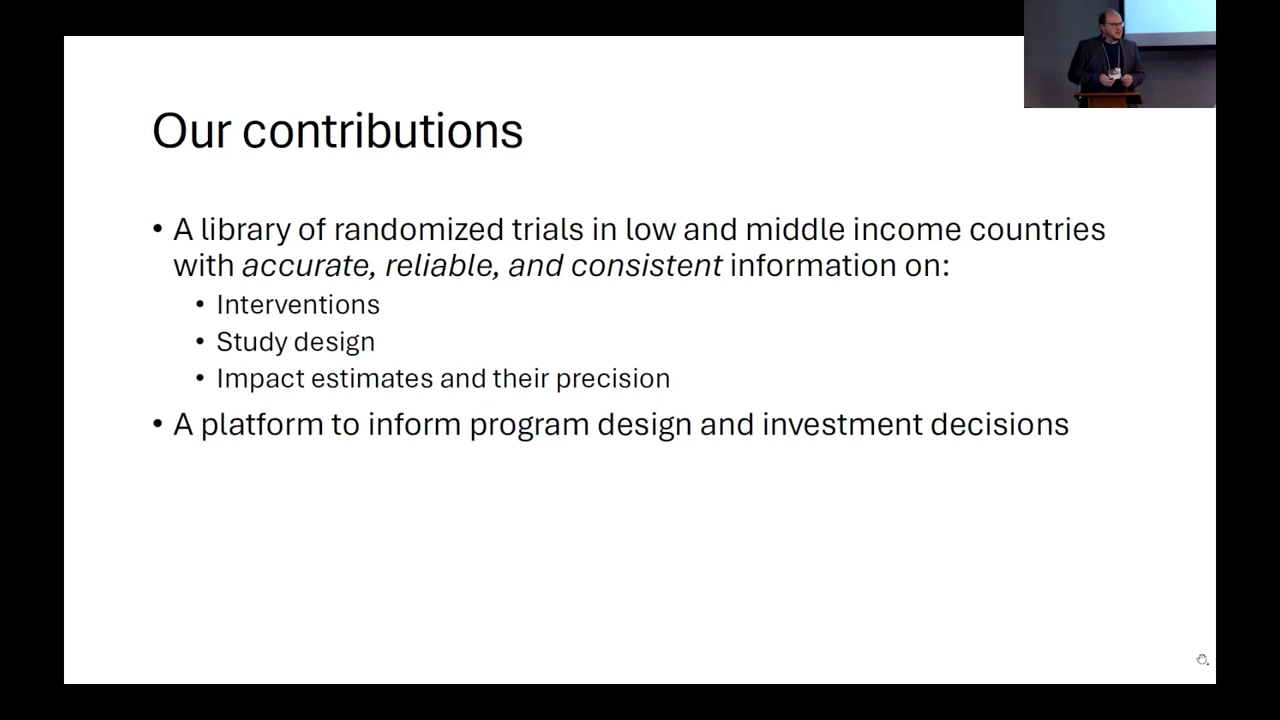 Our contributions
• A library of randomized trials in low and middle income countries
with accurate, reliable, and consistent information on:
• Interventions
• Study design
• Impact estimates and their precision
• A platform to inform program design and investment decisions